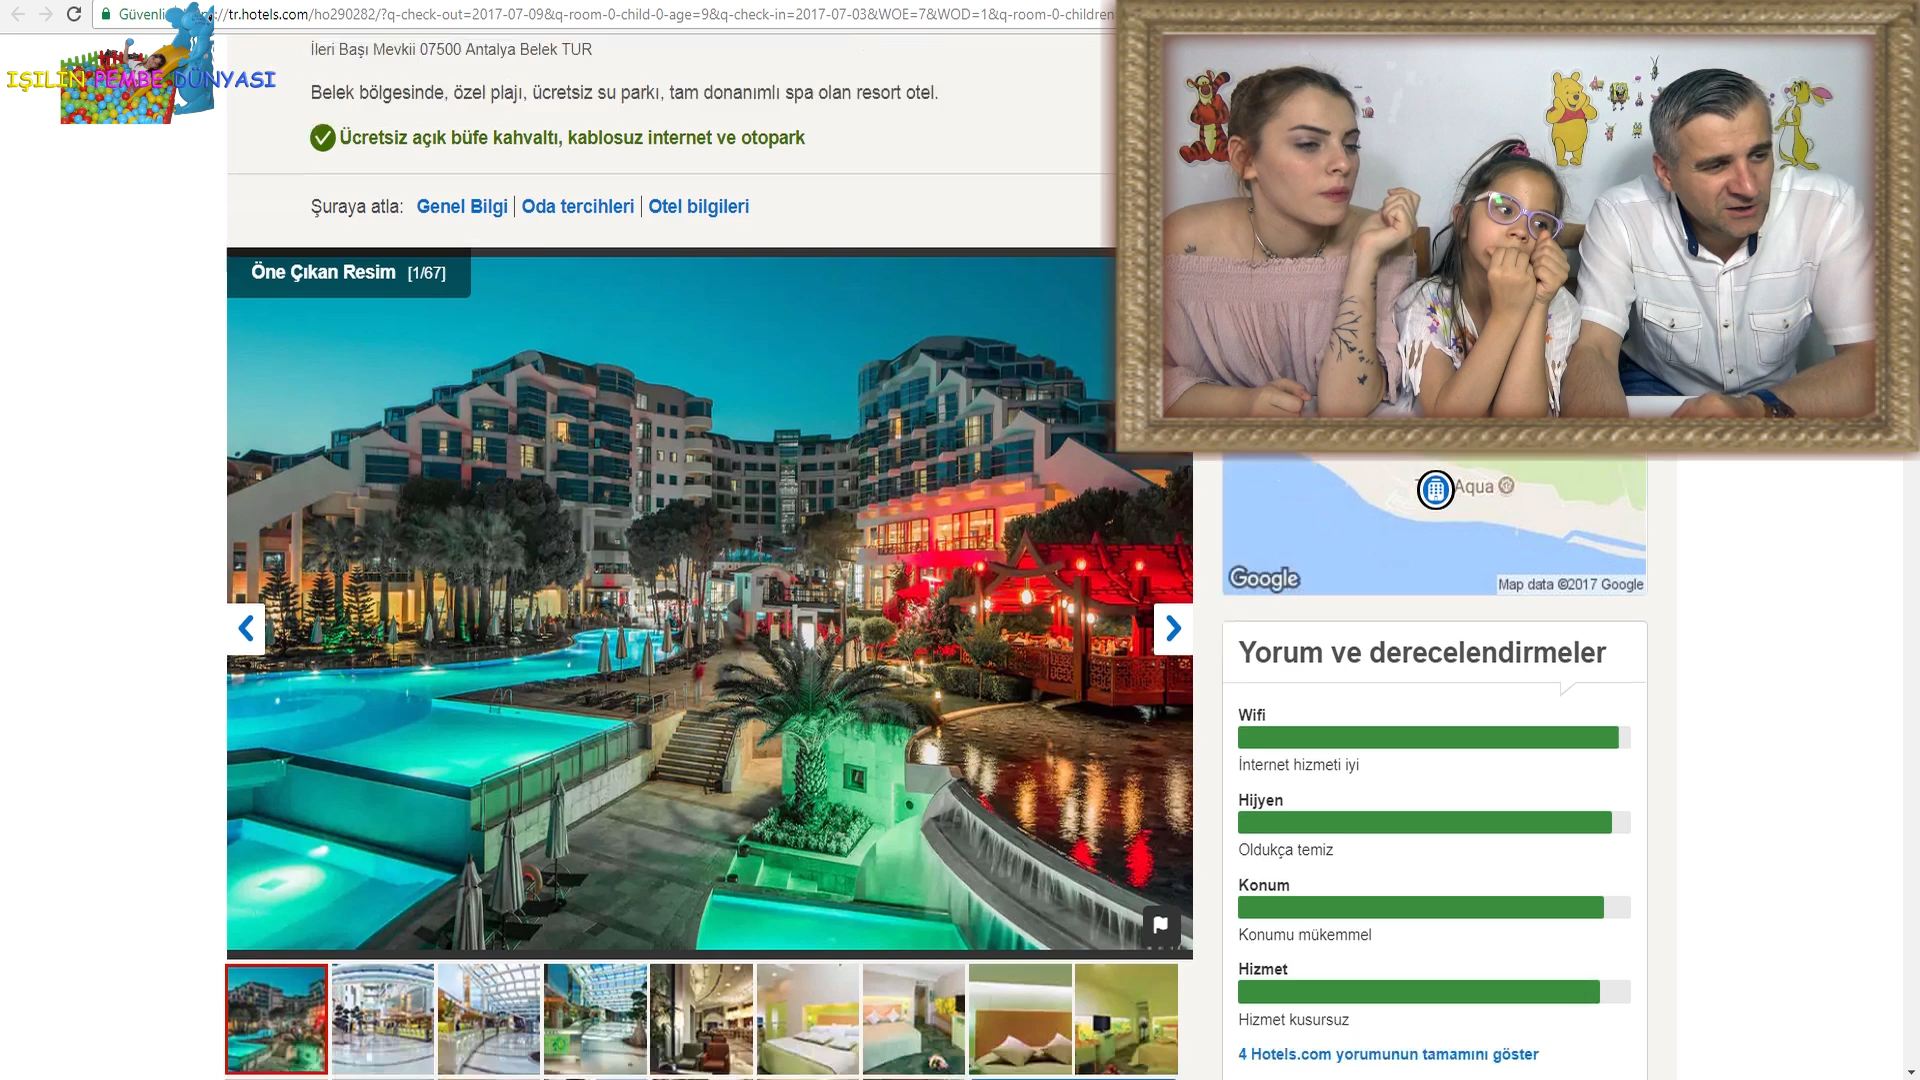 Güvenli
tr.hotels.com/ho290282/?q-check-out=2017-07-09&q-room-0-child-0-age=9&q-check-in=2017-07-03&WOE=7&WOD=1&q-room-0-children
IŞILIN PEMBE DÜNYASI
İleri Başı Mevkii 07500 Antalya Belek TUR
Belek bölgesinde, özel plajı, ücretsiz su parkı, tam donanımlı spa olan resort otel.
Ücretsiz açık büfe kahvaltı, kablosuz internet ve otopark
Şuraya atla: Genel Bilgi | Oda tercihleri | Otel bilgileri
Öne Çıkan Resim [1/67]
Aqua
Google
Map data ©2017 Google
Yorum ve derecelendirmeler
Wifi
İnternet hizmeti iyi
Hijyen
Oldukça temiz
Konum
Konumu mükemmel
Hizmet
Hizmet kusursuz
4 Hotels.com yorumunun tamamını göster